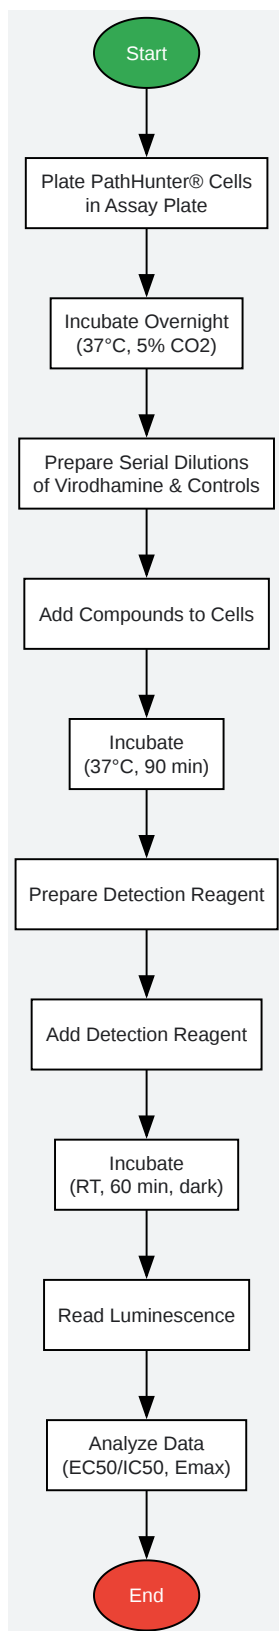 Start
Plate PathHunter® Cells
in Assay Plate
Incubate Overnight
(37°C, 5% CO2)
Prepare Serial Dilutions
of Virodhamine & Controls
Add Compounds to Cells
Incubate
(37°C, 90 min)
Prepare Detection Reagent
Add Detection Reagent
Incubate
(RT, 60 min, dark)
Read Luminescence
Analyze Data
(EC50/IC50, Emax)
End